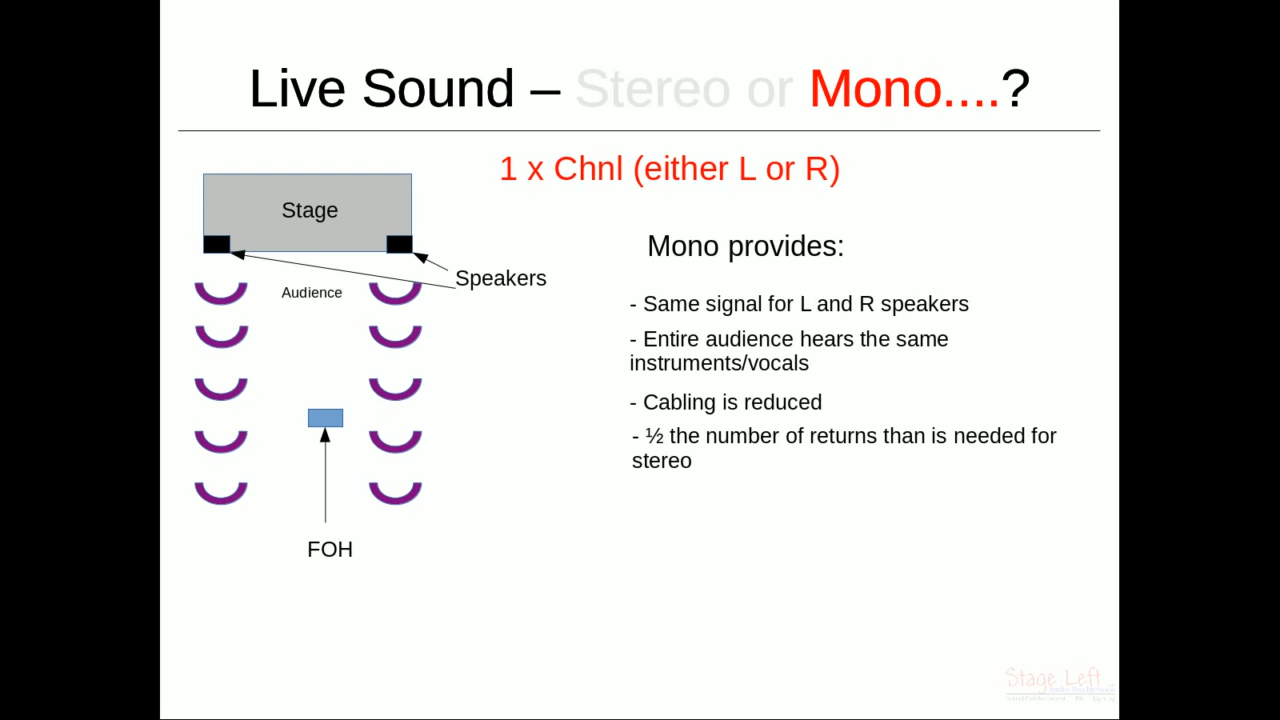 Live Sound – Stereo or Mono....?
1 x Chnl (either L or R)
Stage
Mono provides:
Speakers
Audience
- Same signal for L and R speakers
- Entire audience hears the same
instruments/vocals
- Cabling is reduced
- ½ the number of returns than is needed for
stereo
FOH
Stage Left